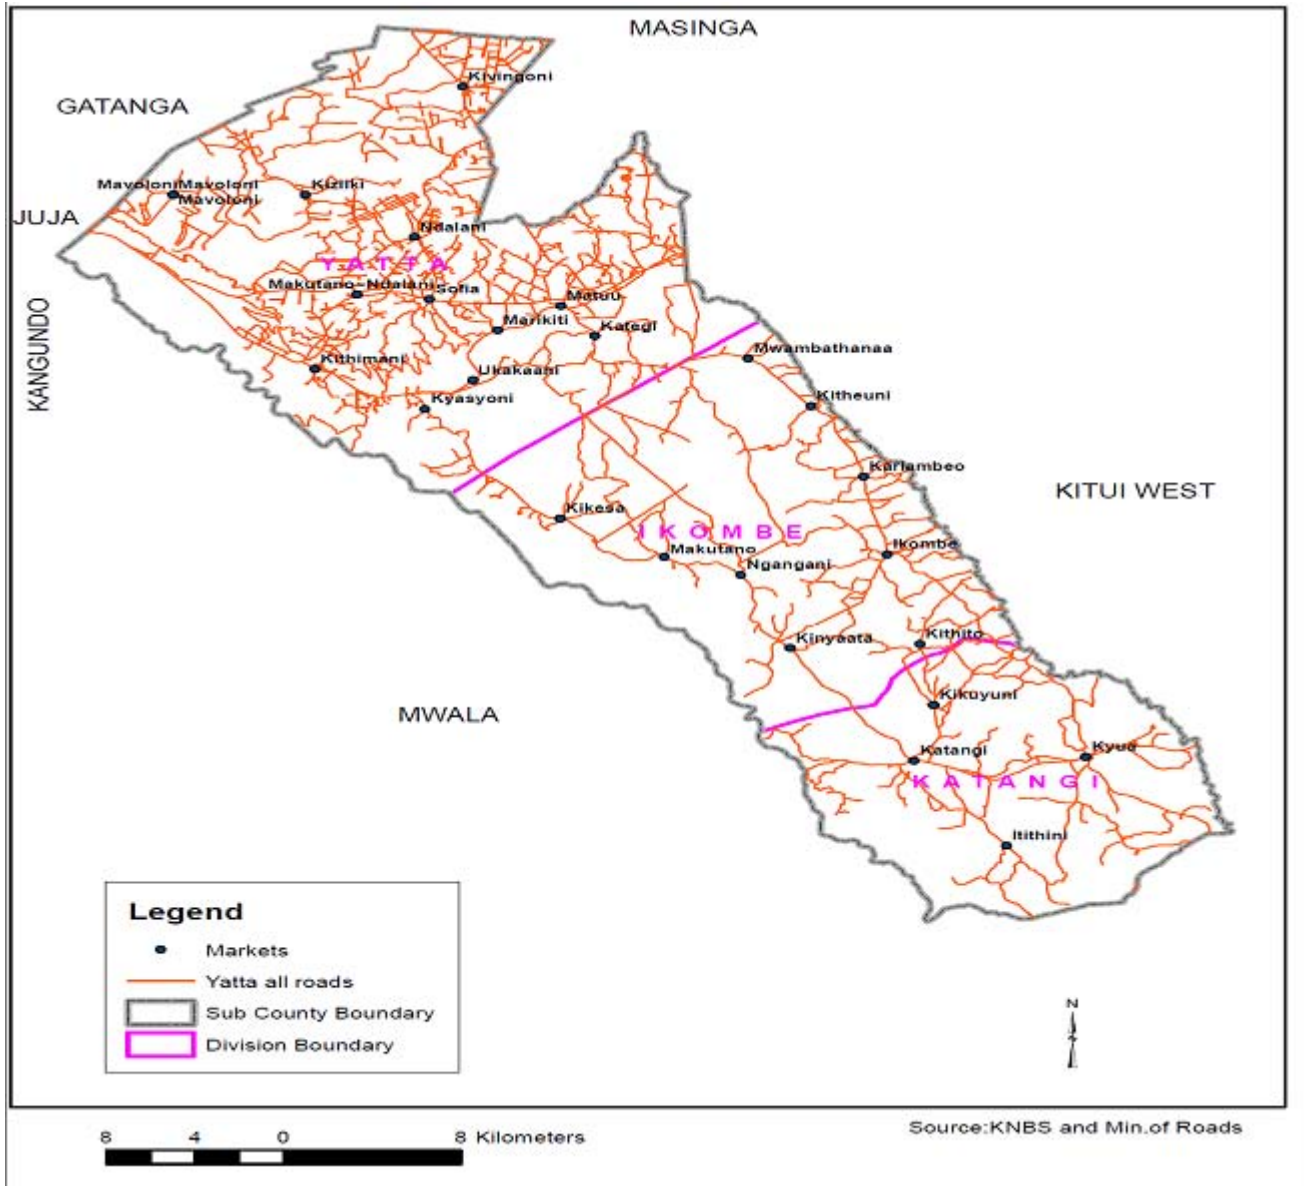 MASINGA
Kivingoni
GATANGA
Mavoloni Mavoloni
Mavoloni
Kiziiki
JUJA
Ndalani
YATTA
Makutano-Ndalani
Sofia
Matuu
KANGUNDO
Marikiti
Kategi
Mwambathanaa
Kithimani
Ukakaani
Kyasyoni
Kitheuni
Karlambeo
KITUI WEST
Kikesa
IKOMBE
Makutano
Ikombe
Ngangani
Kinyaata
Kithito
Kikuyuni
MWALA
Katangi
Kyua
KATANGI
Itithini
Legend
Markets
Yatta all roads
Sub County Boundary
Division Boundary
N
8 4 0 8 Kilometers
Source:KNBS and Min.of Roads